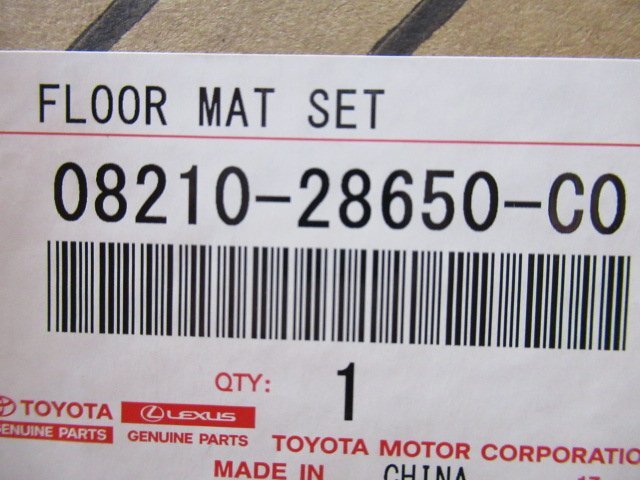 FLOOR MAT SET
08210-28650-C0
QTY: 1
TOYOTA LEXUS
GENUINE PARTS GENUINE PARTS TOYOTA MOTOR CORPORATION
MADE IN CHINA